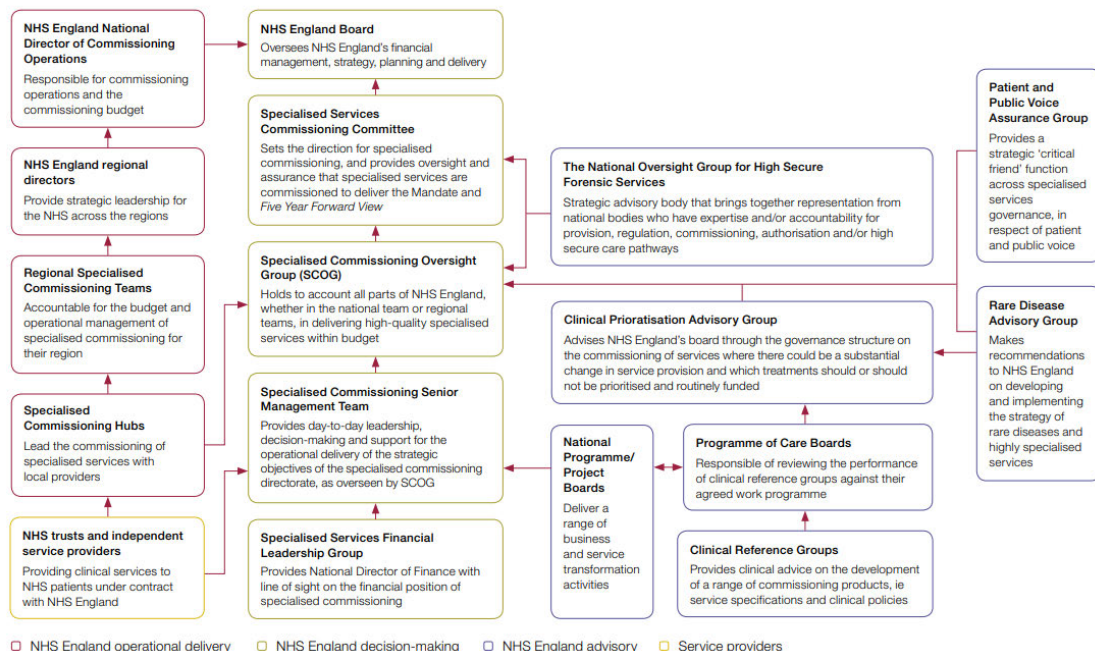 NHS England National
Director of Commissioning
Operations
Responsible for commissioning
operations and the
commissioning budget
NHS England regional
directors
Provide strategic leadership for
the NHS across the regions
Regional Specialised
Commissioning Teams
Accountable for the budget and
operational management of
specialised commissioning for
their region
Specialised
Commissioning Hubs
Lead the commissioning of
specialised services with
local providers
NHS trusts and independent
service providers
Providing clinical services to
NHS patients under contract
with NHS England
NHS England Board
Oversees NHS England's financial
management, strategy, planning and delivery
Specialised Services
Commissioning Committee
Sets the direction for specialised
commissioning, and provides oversight and
assurance that specialised services are
commissioned to deliver the Mandate and
Five Year Forward View
Specialised Commissioning Oversight
Group (SCOG)
Holds to account all parts of NHS England,
whether in the national team or regional
teams, in delivering high-quality specialised
services within budget
Specialised Commissioning Senior
Management Team
Provides day-to-day leadership,
decision-making and support for the
operational delivery of the strategic
objectives of the specialised commissioning
directorate, as overseen by SCOG
Specialised Services Financial
Leadership Group
Provides National Director of Finance with
line of sight on the financial position of
specialised commissioning
The National Oversight Group for High Secure
Forensic Services
Strategic advisory body that brings together representation from
national bodies who have expertise and/or accountability for
provision, regulation, commissioning, authorisation and/or high
secure care pathways
Clinical Prioratisation Advisory Group
Advises NHS England's board through the governance structure on
the commissioning of services where there could be a substantial
change in service provision and which treatments should or should
not be prioritised and routinely funded
National
Programme/
Project
Boards
Deliver a
range of
business
and service
transformation
activities
Programme of Care Boards
Responsible of reviewing the performance
of clinical reference groups against their
agreed work programme
Clinical Reference Groups
Provides clinical advice on the development
of a range of commissioning products, ie
service specifications and clinical policies
Patient and
Public Voice
Assurance Group
Provides a
strategic 'critical
friend' function
across specialised
services
governance, in
respect of patient
and public voice
Rare Disease
Advisory Group
Makes
recommendations
to NHS England
on developing
and implementing
the strategy of
rare diseases and
highly specialised
services
NHS England operational delivery
NHS England decision-making
NHS England advisory
Service providers